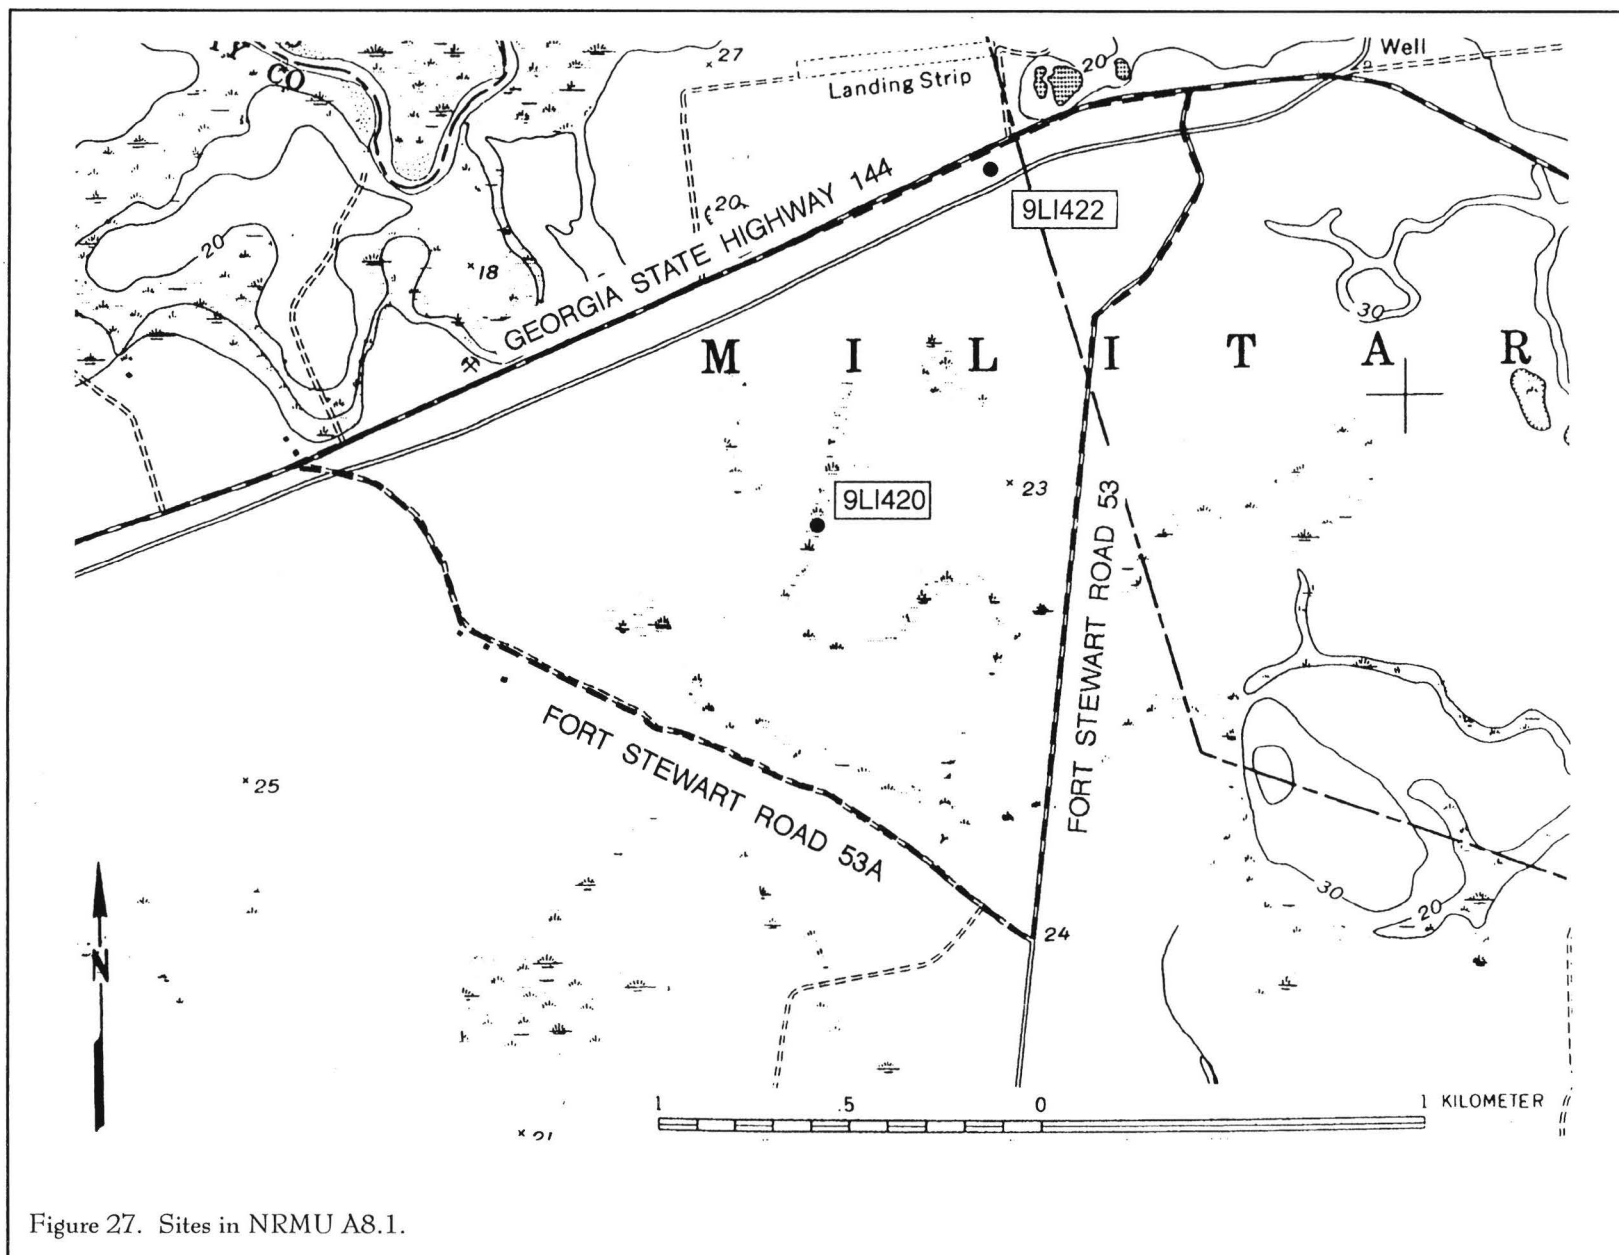 CO
27
Landing Strip
20
Well
20
GEORGIA STATE HIGHWAY 144
9LI422
20
18
30
M I L I T A R
23
9LI420
FORT STEWART ROAD 53
FORT STEWART ROAD 53A
25
30
20
24
N
1 .5 0 1 KILOMETER
21
Figure 27. Sites in NRMU A8.1.